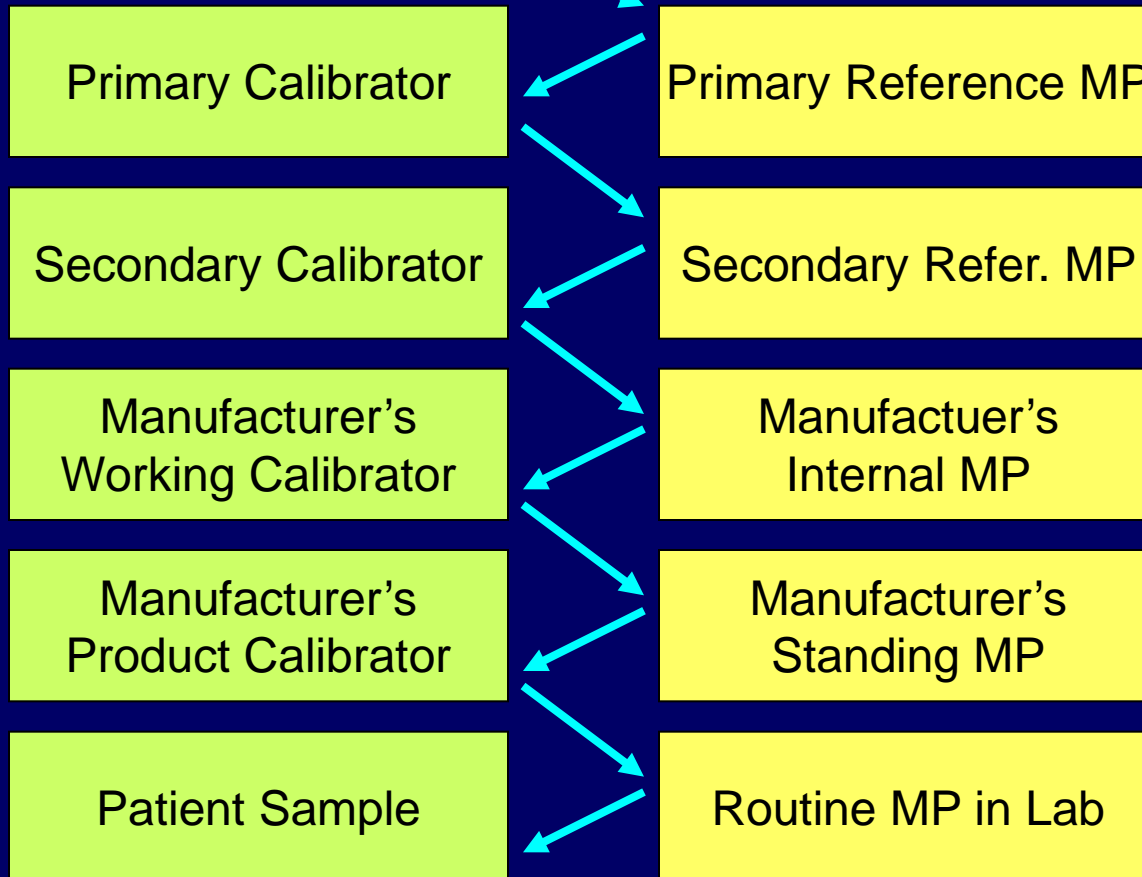 Primary Calibrator
Primary Reference MP
Secondary Calibrator
Secondary Refer. MP
Manufacturer's
Working Calibrator
Manufactuer's
Internal MP
Manufacturer's
Product Calibrator
Manufacturer's
Standing MP
Patient Sample
Routine MP in Lab